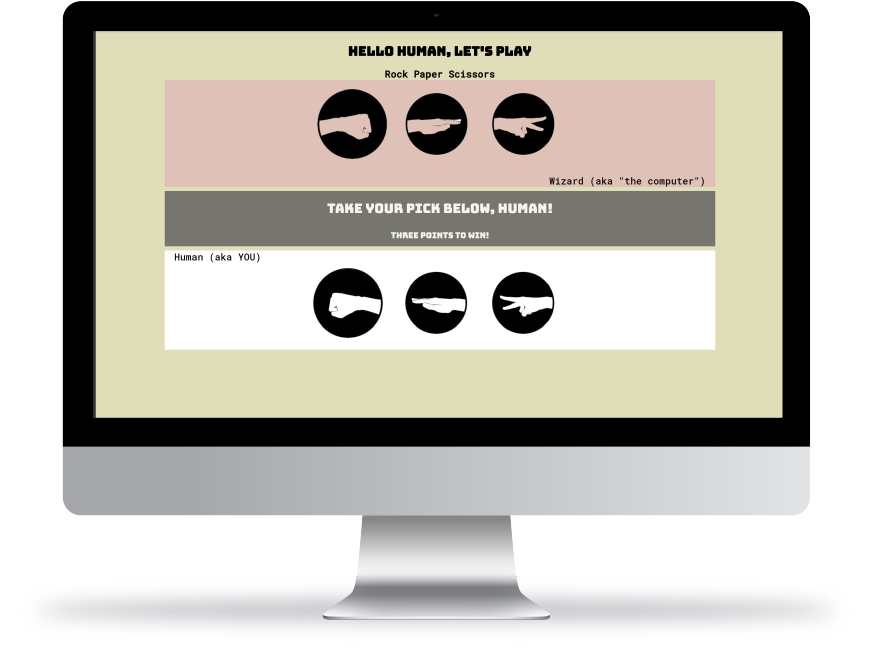 HELLO HUMAN, LET'S PLAY
Rock Paper Scissors
Wizard (aka "the computer")
TAKE YOUR PICK BELOW, HUMAN!
THREE POINTS TO WIN!
Human (aka YOU)